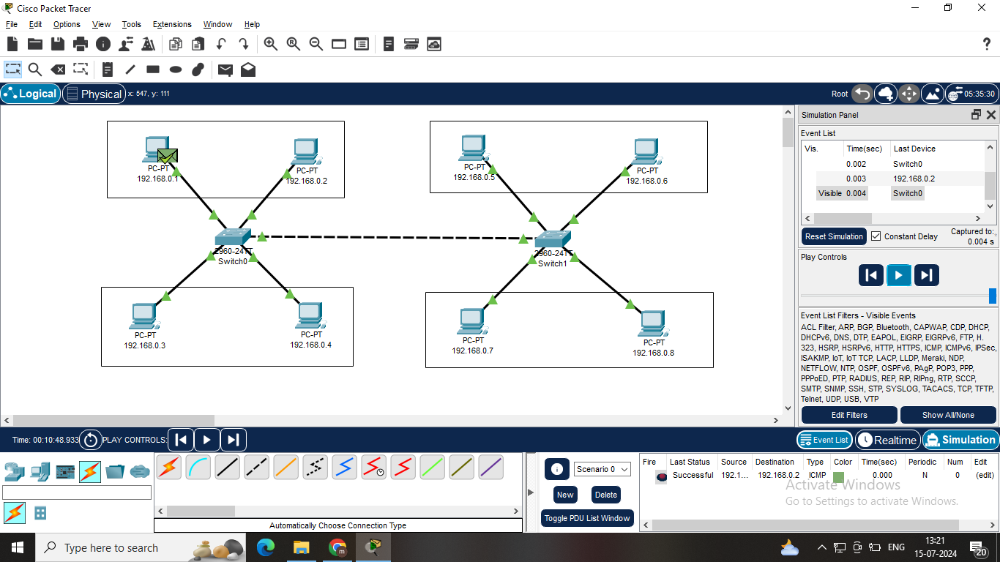 Cisco Packet Tracer
File Edit Options View Tools Extensions Window Help
Logical Physical x: 547, y: 111 Root 05:35:30
PC-PT
192.168.0.1
PC-PT
192.168.0.2
PC-PT
192.168.0.5
PC-PT
192.168.0.6
2960-24TT
Switch0
2960-24TT
Switch1
PC-PT
192.168.0.3
PC-PT
192.168.0.4
PC-PT
192.168.0.7
PC-PT
192.168.0.8
Simulation Panel
Event List
Vis. Time(sec) Last Device
0.002 Switch0
0.003 192.168.0.2
Visible 0.004 Switch0
Reset Simulation Constant Delay Captured to:
0.004 s
Play Controls
Event List Filters - Visible Events
ACL Filter, ARP, BGP, Bluetooth, CAPWAP, CDP, DHCP,
DHCPv6, DNS, DTP, EAPOL, EIGRP, EIGRPv6, FTP, H.
323, HSRP, HSRPv6, HTTP, HTTPS, ICMP, ICMPv6, IPSec,
ISAKMP, IoT, IoT TCP, LACP, LLDP, Meraki, NDP,
NETFLOW, NTP, OSPF, OSPFv6, PAgP, POP3, PPP,
PPPoED, PTP, RADIUS, REP, RIP, RIPng, RTP, SCCP,
SMTP, SNMP, SSH, STP, SYSLOG, TACACS, TCP, TFTP,
Telnet, UDP, USB, VTP
Edit Filters Show All/None
Time: 00:10:48.933 PLAY CONTROLS: Event List Realtime Simulation
Scenario 0
New Delete
Toggle PDU List Window
Fire Last Status Source Destination Type Color Time(sec) Periodic Num Edit
Successful 192.1... 192.168.0.2 ICMP 0.000 N 0 (edit)
Activate Windows
Go to Settings to activate Windows.
Automatically Choose Connection Type
Type here to search
m
ENG
13:21
15-07-2024
20